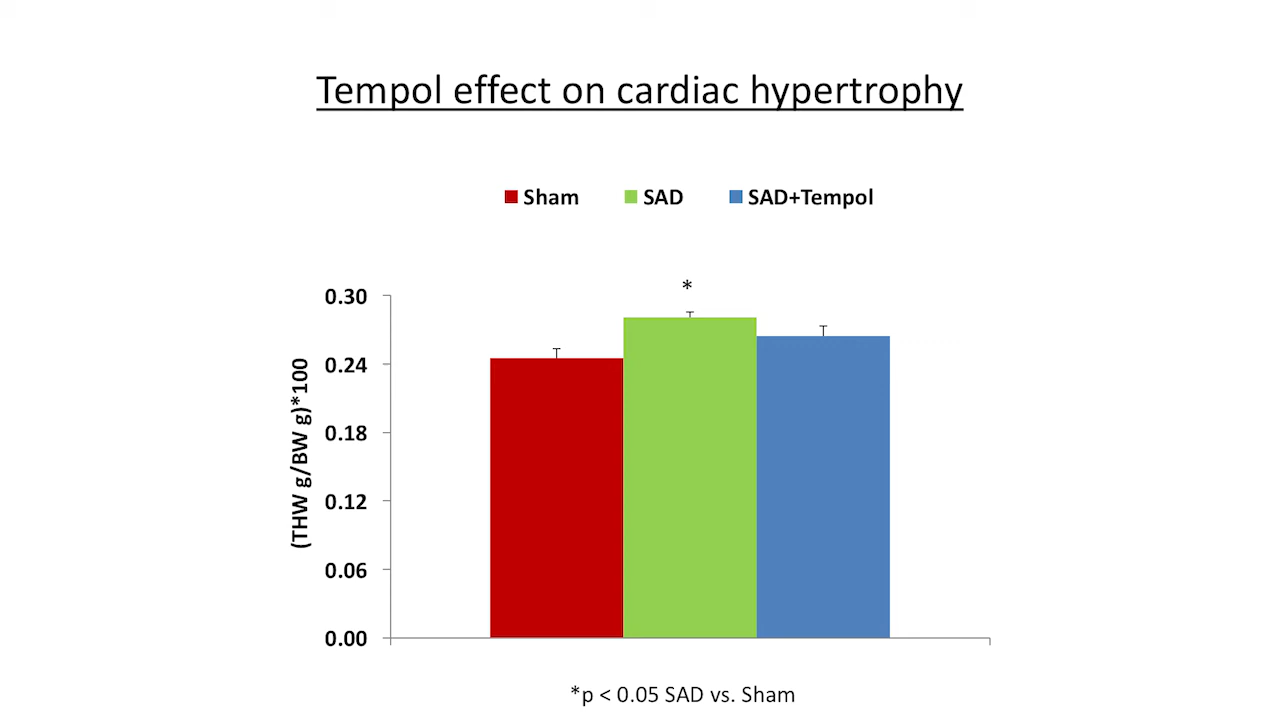 Tempol effect on cardiac hypertrophy
Sham SAD SAD+Tempol
*
0.30
0.24
0.18
0.12
0.06
0.00
(THW g/BW g)*100
*p < 0.05 SAD vs. Sham